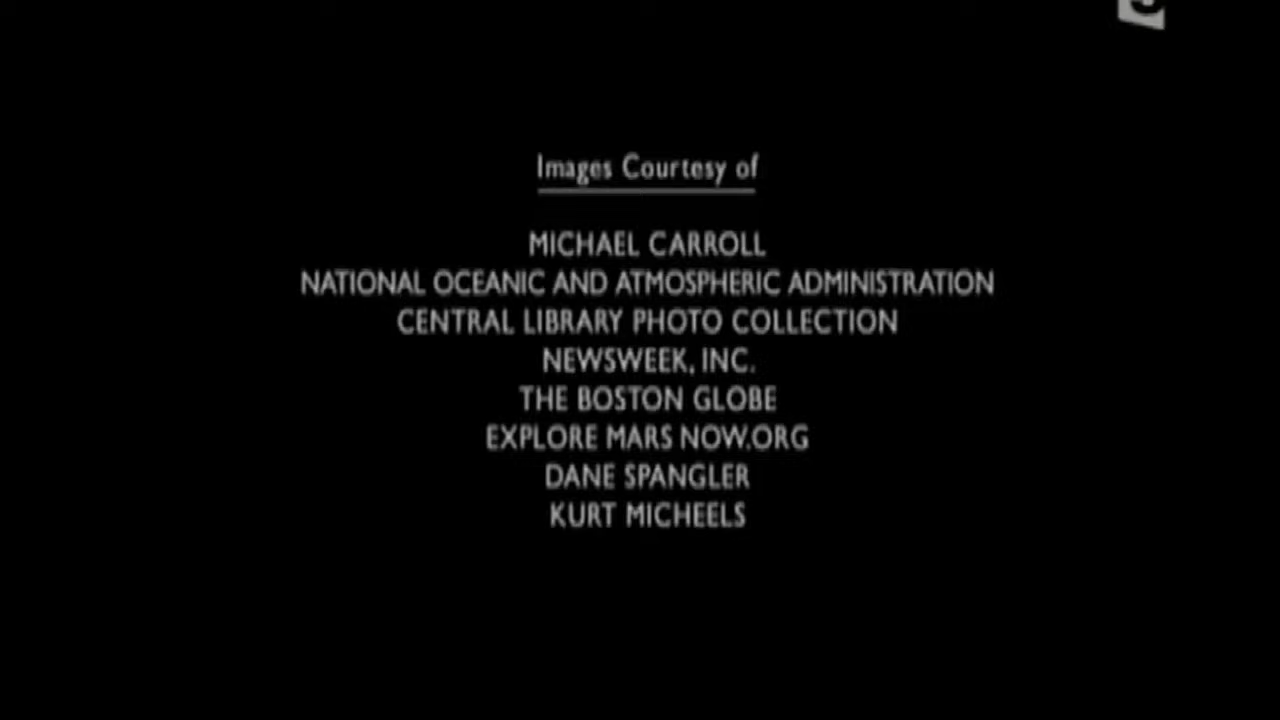 Images Courtesy of
MICHAEL CARROLL
NATIONAL OCEANIC AND ATMOSPHERIC ADMINISTRATION
CENTRAL LIBRARY PHOTO COLLECTION
NEWSWEEK, INC.
THE BOSTON GLOBE
EXPLORE MARS NOW.ORG
DANE SPANGLER
KURT MICHEELS